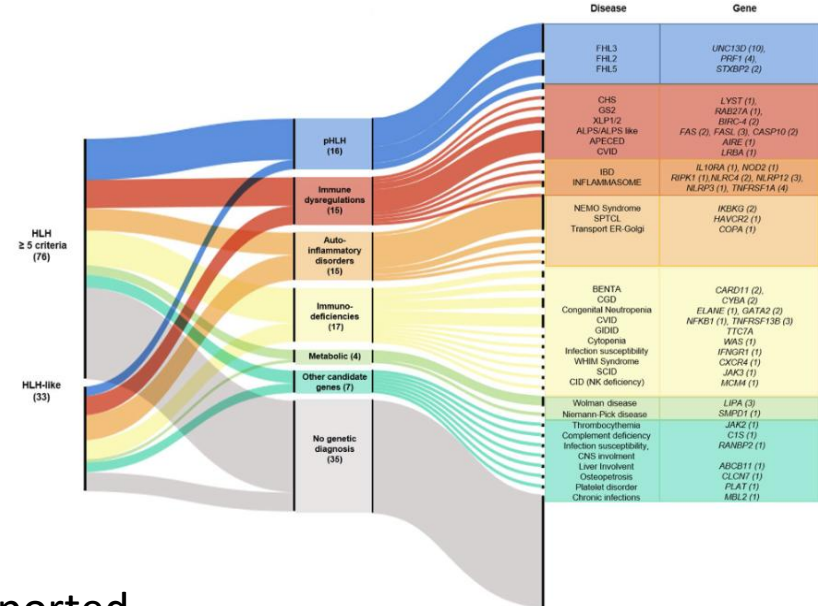 Disease Gene
HLH
≥ 5 criteria
(76)
HLH-like
(33)
pHLH
(16)
Immune
dysregulations
(15)
Auto-
inflammatory
disorders
(15)
Immuno-
deficiencies
(17)
Metabolic (4)
Other candidate
genes (7)
No genetic
diagnosis
(35)
FHL3 UNC13D (10),
FHL2 PRF1 (4),
FHL5 STXBP2 (2)
CHS LYST (1),
GS2 RAB27A (1),
XLP1/2 BIRC-4 (2)
ALPS/ALPS like FAS (2), FASL (3), CASP10 (2)
APECED AIRE (1)
CVID LRBA (1)
IBD IL10RA (1), NOD2 (1)
INFLAMMASOME RIPK1 (1),NLRC4 (2), NLRP12 (3),
NLRP3 (1), TNFRSF1A (4)
NEMO Syndrome IKBKG (2)
SPTCL HAVCR2 (1)
Transport ER-Golgi COPA (1)
BENTA CARD11 (2),
CGD CYBA (2)
Congenital Neutropenia ELANE (1), GATA2 (2)
CVID NFKB1 (1), TNFRSF13B (3)
GIDID TTC7A
Cytopenia WAS (1)
Infection susceptibility IFNGR1 (1)
WHIM Syndrome CXCR4 (1)
SCID JAK3 (1)
CID (NK deficiency) MCM4 (1)
Wolman disease LIPA (3)
Niemann-Pick disease SMPD1 (1)
Thrombocythemia JAK2 (1)
Complement deficiency C1S (1)
Infection susceptibility, RANBP2 (1)
CNS involment
Liver Involvent ABCB11 (1)
Osteopetrosis CLCN7 (1)
Platelet disorder PLAT (1)
Chronic infections MBL2 (1)
ported